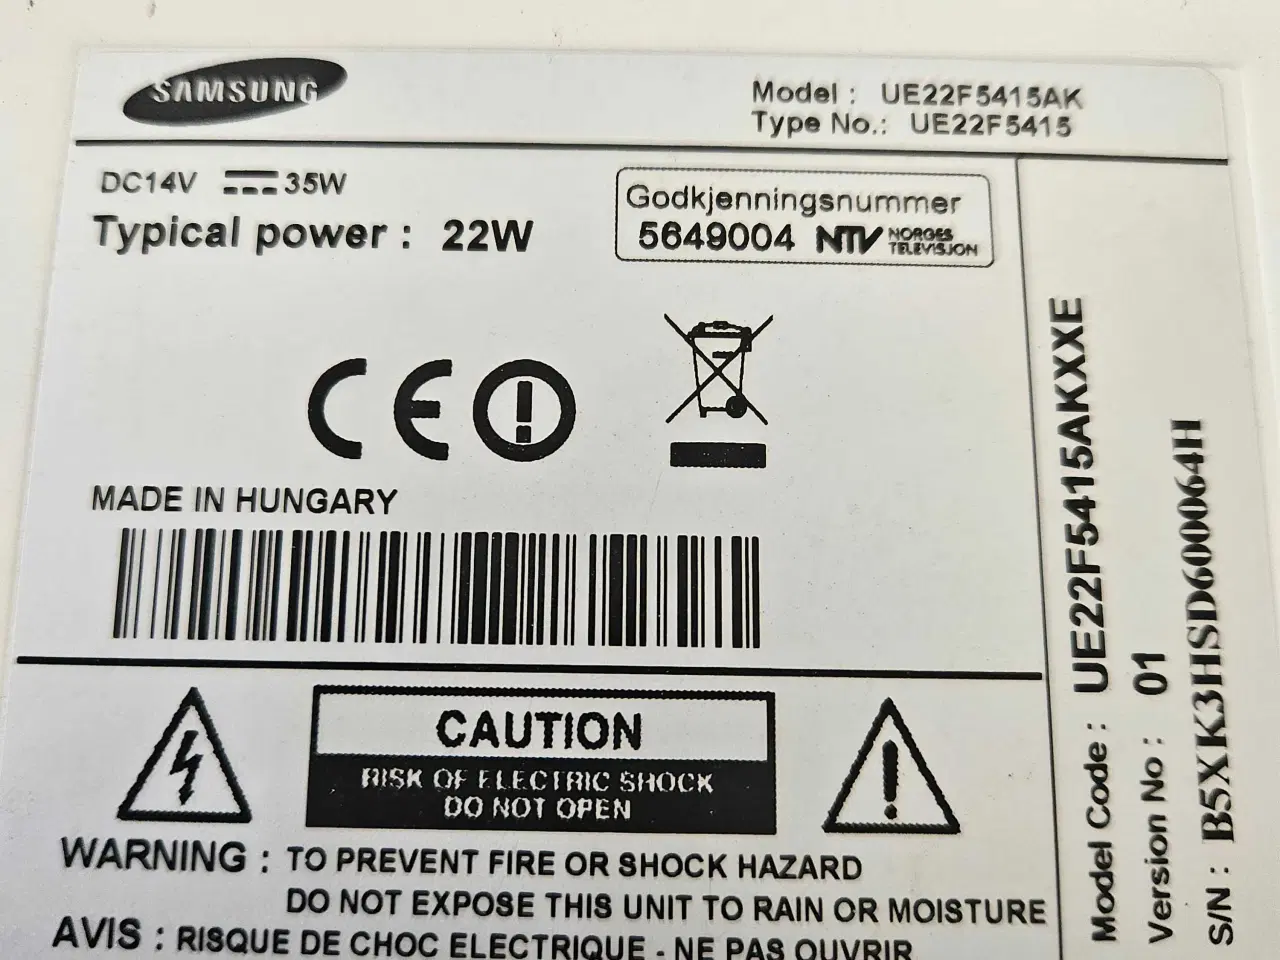 SAMSUNG
Model : UE22F5415AK
Type No.: UE22F5415
DC14V 35W
Typical power : 22W
Godkjenningsnummer
5649004 NTV NORGES
TELEVISJON
CE
MADE IN HUNGARY
CAUTION
RISK OF ELECTRIC SHOCK
DO NOT OPEN
WARNING : TO PREVENT FIRE OR SHOCK HAZARD
DO NOT EXPOSE THIS UNIT TO RAIN OR MOISTURE
AVIS : RISQUE DE CHOC ELECTRIQUE - NE PAS OUVRIR
Model Code : UE22F5415AKXXE
Version No : 01
S/N : B5XK3HSD600064H